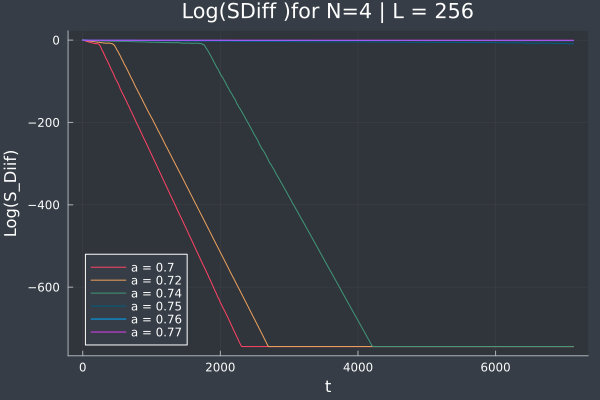 Log(SDiff )for N=4 | L = 256
Log(S_Diif)
0
−200
−400
−600
a = 0.7
a = 0.72
a = 0.74
a = 0.75
a = 0.76
a = 0.77
0 2000 4000 6000
t